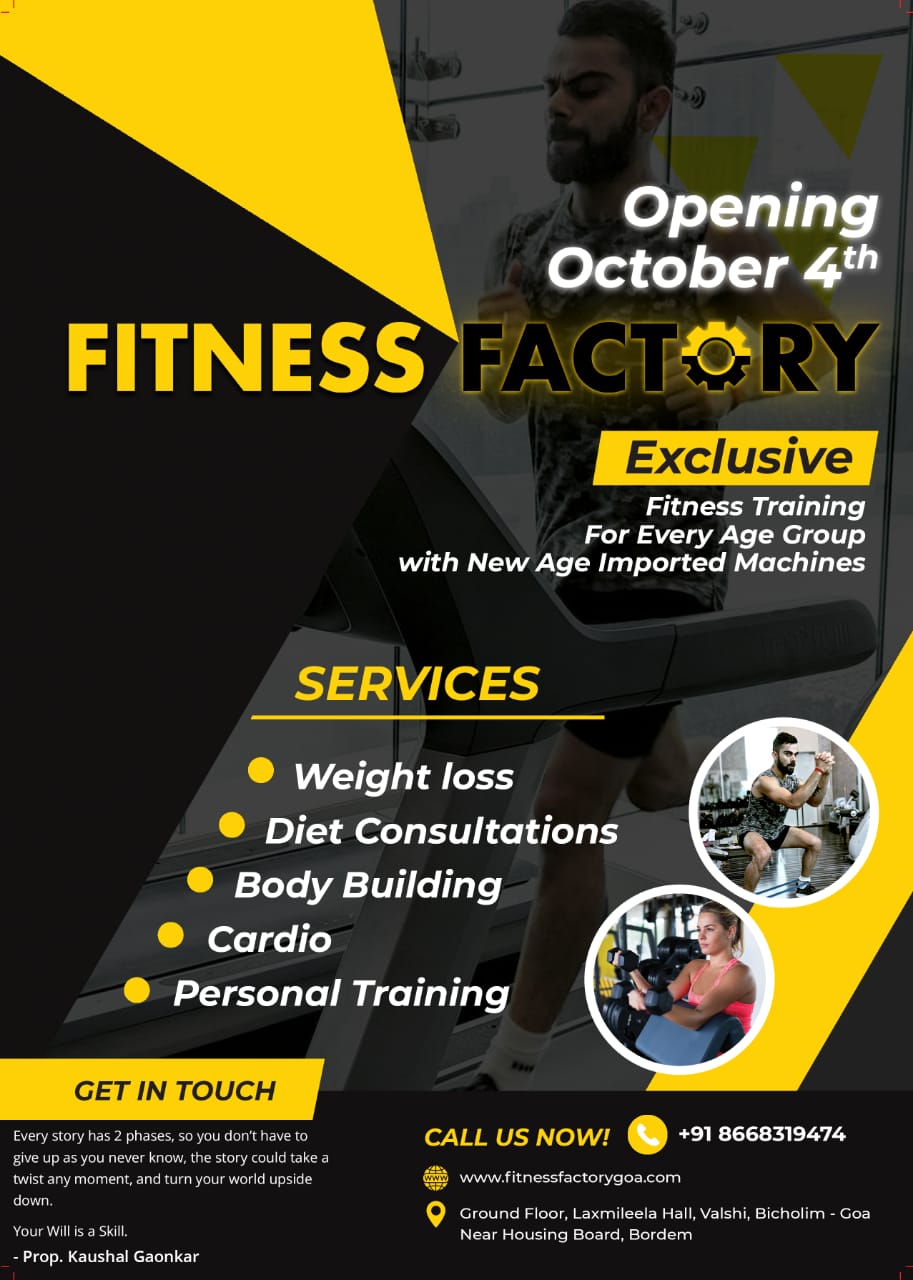 Opening
October 4th
FITNESS FACTORY
Exclusive
Fitness Training
For Every Age Group
with New Age Imported Machines
SERVICES
Weight loss
Diet Consultations
Body Building
Cardio
Personal Training
GET IN TOUCH
Every story has 2 phases, so you don't have to
give up as you never know, the story could take a
twist any moment, and turn your world upside
down.
Your Will is a Skill.
- Prop. Kaushal Gaonkar
CALL US NOW! +91 8668319474
www www.fitnessfactorygoa.com
Ground Floor, Laxmileela Hall, Valshi, Bicholim - Goa
Near Housing Board, Bordem